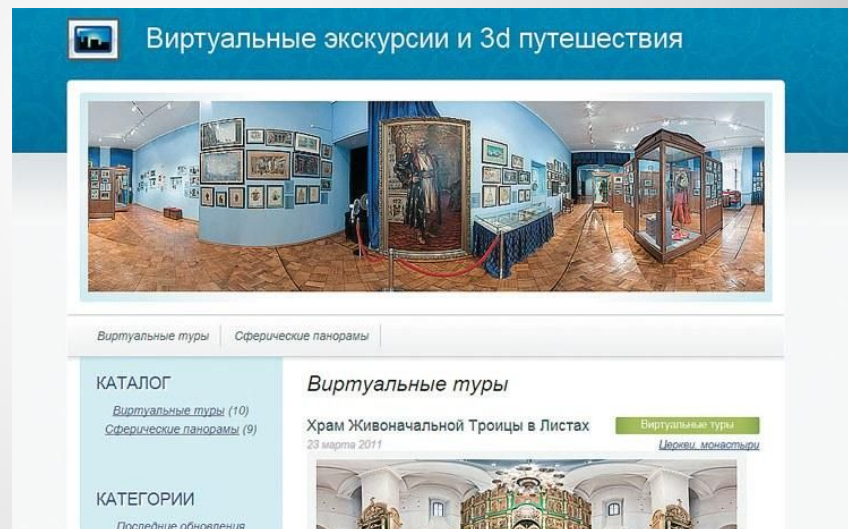 Виртуальные экскурсии и 3d путешествия
Виртуальные туры
Сферические панорамы
КАТАЛОГ
Виртуальные туры (10)
Сферические панорамы (9)
КАТЕГОРИИ
Последние обновления
Виртуальные туры
Храм Живоначальной Троицы в Листах
Виртуальные туры
23 марта 2011
Церкви, монастыри